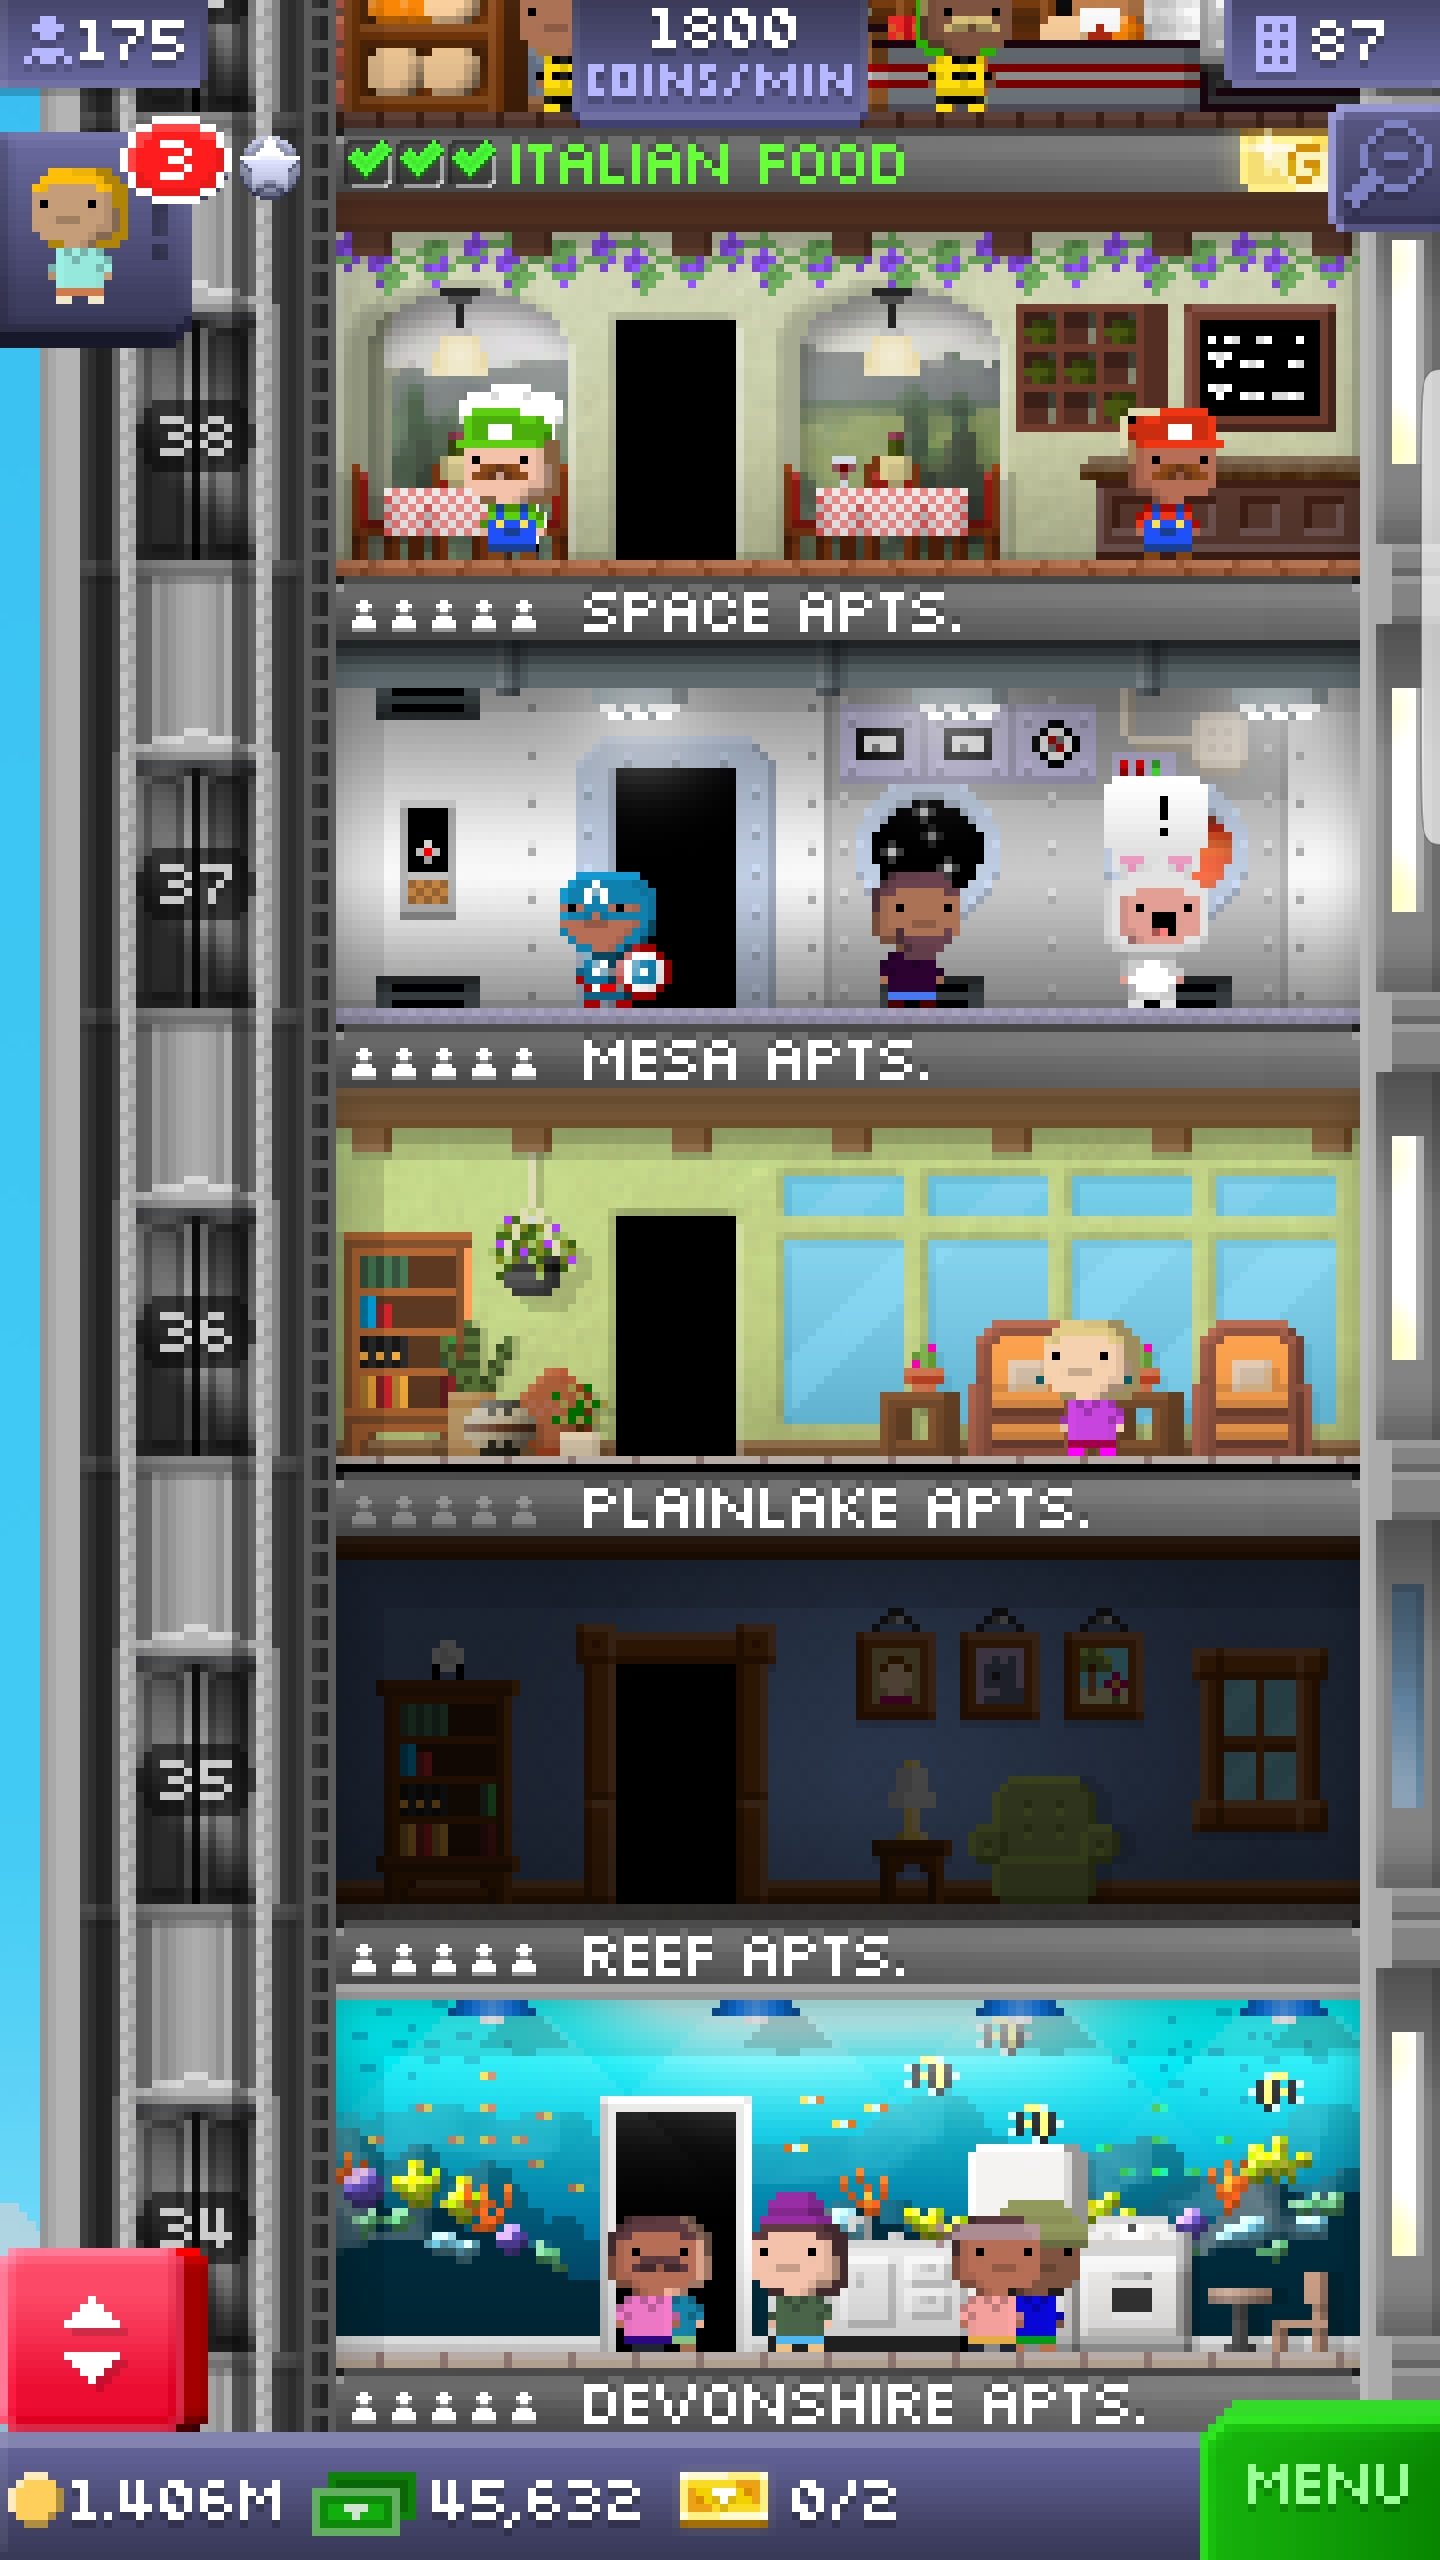 175
1800
COINS/MIN
87
3
ITALIAN FOOD
G
38
SPACE APTS.
37
!
MESA APTS.
36
PLAINLAKE APTS.
35
REEF APTS.
34
DEVONSHIRE APTS.
1.406M
45,632
0/2
MENU